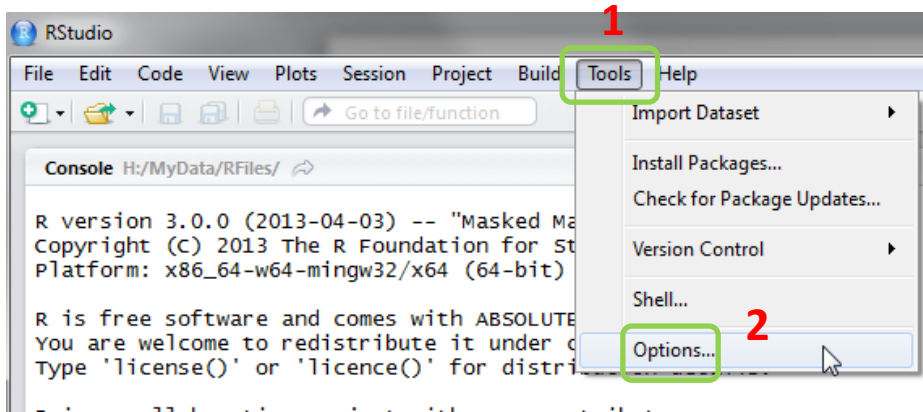 RStudio
1
File Edit Code View Plots Session Project Build Tools Help
Go to file/function
Import Dataset
Console H:/MyData/RFiles/
Install Packages...
Check for Package Updates...
R version 3.0.0 (2013-04-03) -- "Masked Ma
Copyright (C) 2013 The R Foundation for St
Platform: x86_64-w64-mingw32/x64 (64-bit)
Version Control
Shell...
2
R is free software and comes with ABSOLUTE
You are welcome to redistribute it under c
Options...
Type 'license()' or 'licence()' for distri